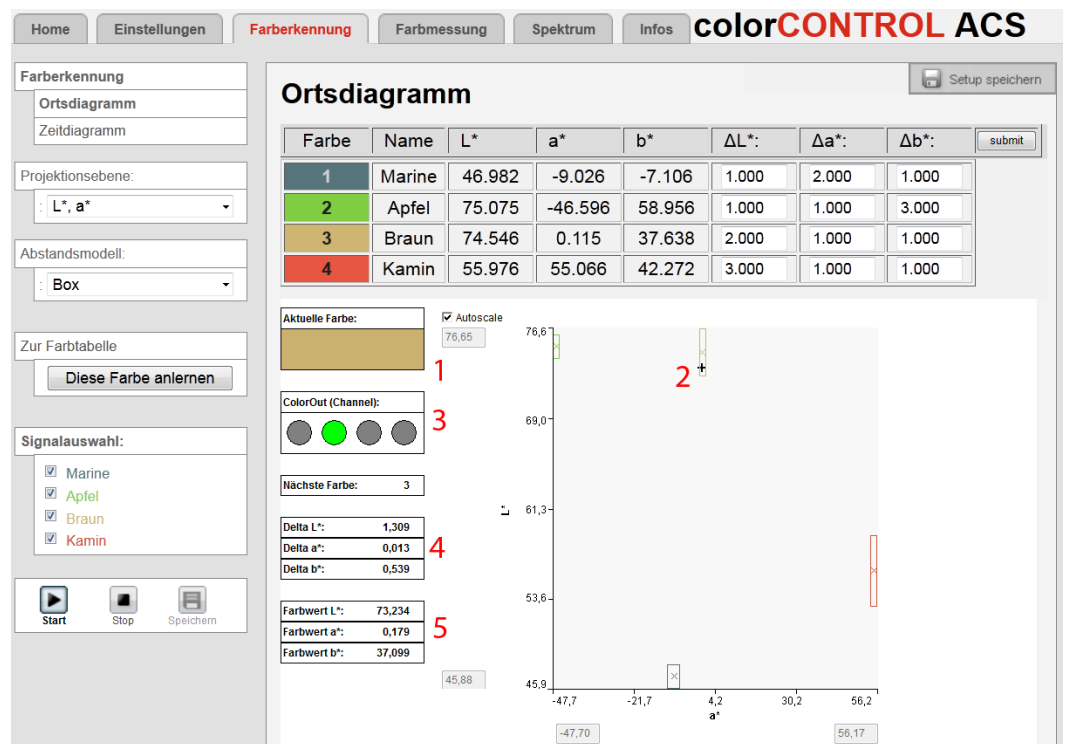 Home Einstellungen Farberkennung Farbmessung Spektrum Infos colorCONTROL ACS
Farberkennung
Ortsdiagramm
Zeitdiagramm
Projektionsebene:
: L*, a*
Abstandsmodell:
: Box
Zur Farbtabelle
Diese Farbe anlernen
Signalauswahl:
Marine
Apfel
Braun
Kamin
Start Stop Speichern
Setup speichern
Ortsdiagramm
Farbe Name L* a* b* ΔL*: Δa*: Δb*: submit
1 Marine 46.982 -9.026 -7.106 1.000 2.000 1.000
2 Apfel 75.075 -46.596 58.956 1.000 1.000 3.000
3 Braun 74.546 0.115 37.638 2.000 1.000 1.000
4 Kamin 55.976 55.066 42.272 3.000 1.000 1.000
Aktuelle Farbe:
1
ColorOut (Channel):
3
Nächste Farbe: 3
Delta L*: 1,309
Delta a*: 0,013
Delta b*: 0,539
4
Farbwert L*: 73,234
Farbwert a*: 0,179
Farbwert b*: 37,099
5
Autoscale
76,65
45,88
76,6
69,0
61,3
53,6
45,9
L*
2
-47,7 -21,7 4,2 30,2 56,2
a*
-47,70 56,17